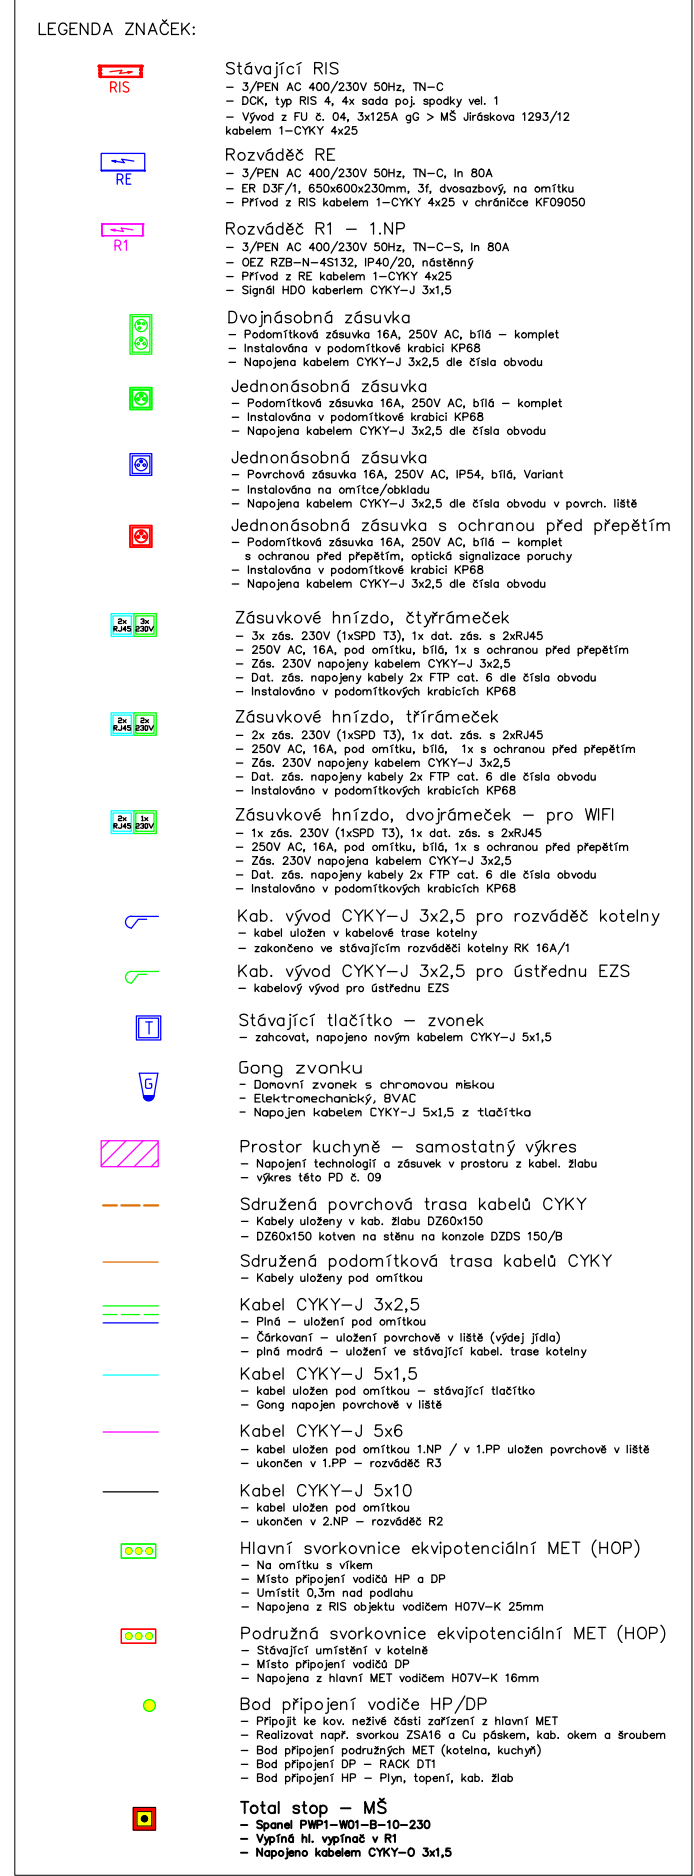 LEGENDA ZNAČEK:
RIS
Stávající RIS
– 3/PEN AC 400/230V 50Hz, TN–C
– DCK, typ RIS 4, 4x sada poj. spodky vel. 1
– Vývod z FU č. 04, 3x125A gG > MŠ Jiráskova 1293/12
kabelem 1–CYKY 4x25
RE
Rozváděč RE
– 3/PEN AC 400/230V 50Hz, TN–C, In 80A
– ER D3F/1, 650x600x230mm, 3f, dvosazbový, na omítku
– Přívod z RIS kabelem 1–CYKY 4x25 v chráničce KF09050
R1
Rozváděč R1 – 1.NP
– 3/PEN AC 400/230V 50Hz, TN–C–S, In 80A
– OEZ RZB–N–4S132, IP40/20, nástěnný
– Přívod z RE kabelem 1–CYKY 4x25
– Signál HDO kaberlem CYKY–J 3x1,5
Dvojnásobná zásuvka
– Podomítková zásuvka 16A, 250V AC, bílá – komplet
– Instalována v podomítkové krabici KP68
– Napojena kabelem CYKY–J 3x2,5 dle čísla obvodu
Jednonásobná zásuvka
– Podomítková zásuvka 16A, 250V AC, bílá – komplet
– Instalována v podomítkové krabici KP68
– Napojena kabelem CYKY–J 3x2,5 dle čísla obvodu
Jednonásobná zásuvka
– Povrchová zásuvka 16A, 250V AC, IP54, bílá, Variant
– Instalována na omítce/obkladu
– Napojena kabelem CYKY–J 3x2,5 dle čísla obvodu v povrch. liště
Jednonásobná zásuvka s ochranou před přepětím
– Podomítková zásuvka 16A, 250V AC, bílá – komplet
s ochranou před přepětím, optická signalizace poruchy
– Instalována v podomítkové krabici KP68
– Napojena kabelem CYKY–J 3x2,5 dle čísla obvodu
2x 3x
RJ45 230V
Zásuvkové hnízdo, čtyřrámeček
– 3x zás. 230V (1xSPD T3), 1x dat. zás. s 2xRJ45
– 250V AC, 16A, pod omítku, bílá, 1x s ochranou před přepětím
– Zás. 230V napojeny kabelem CYKY–J 3x2,5
– Dat. zás. napojeny kabely 2x FTP cat. 6 dle čísla obvodu
– Instalováno v podomítkových krabicích KP68
2x 2x
RJ45 230V
Zásuvkové hnízdo, třírámeček
– 2x zás. 230V (1xSPD T3), 1x dat. zás. s 2xRJ45
– 250V AC, 16A, pod omítku, bílá, 1x s ochranou před přepětím
– Zás. 230V napojeny kabelem CYKY–J 3x2,5
– Dat. zás. napojeny kabely 2x FTP cat. 6 dle čísla obvodu
– Instalováno v podomítkových krabicích KP68
2x 1x
RJ45 230V
Zásuvkové hnízdo, dvojrámeček – pro WIFI
– 1x zás. 230V (1xSPD T3), 1x dat. zás. s 2xRJ45
– 250V AC, 16A, pod omítku, bílá, 1x s ochranou před přepětím
– Zás. 230V napojena kabelem CYKY–J 3x2,5
– Dat. zás. napojeny kabely 2x FTP cat. 6 dle čísla obvodu
– Instalováno v podomítkových krabicích KP68
Kab. vývod CYKY–J 3x2,5 pro rozváděč kotelny
– kabel uložen v kabelové trase kotelny
– zakončeno ve stávajícím rozváděči kotelny RK 16A/1
Kab. vývod CYKY–J 3x2,5 pro ústřednu EZS
– kabelový vývod pro ústřednu EZS
T
Stávající tlačítko – zvonek
– zahcovat, napojeno novým kabelem CYKY–J 5x1,5
G
Gong zvonku
- Domovní zvonek s chromovou miskou
- Elektromechanický, 8VAC
- Napojen kabelem CYKY-J 5x1,5 z tlačítka
Prostor kuchyně – samostatný výkres
– Napojení technologií a zásuvek v prostoru z kabel. žlabu
– výkres této PD č. 09
Sdružená povrchová trasa kabelů CYKY
– Kabely uloženy v kab. žlabu DZ60x150
– DZ60x150 kotven na stěnu na konzole DZDS 150/B
Sdružená podomítková trasa kabelů CYKY
– Kabely uloženy pod omítkou
Kabel CYKY–J 3x2,5
– Plná – uložení pod omítkou
– Čárkovaní – uložení povrchově v liště (výdej jídla)
– plná modrá – uložení ve stávající kabel. trase kotelny
Kabel CYKY–J 5x1,5
– kabel uložen pod omítkou – stávající tlačítko
– Gong napojen povrchově v liště
Kabel CYKY–J 5x6
– kabel uložen pod omítkou 1.NP / v 1.PP uložen povrchově v liště
– ukončen v 1.PP – rozváděč R3
Kabel CYKY–J 5x10
– kabel uložen pod omítkou
– ukončen v 2.NP – rozváděč R2
Hlavní svorkovnice ekvipotenciální MET (HOP)
– Na omítku s víkem
– Místo připojení vodičů HP a DP
– Umístit 0,3m nad podlahu
– Napojena z RIS objektu vodičem H07V–K 25mm
Podružná svorkovnice ekvipotenciální MET (HOP)
– Stávající umístění v kotelně
– Místo připojení vodičů DP
– Napojena z hlavní MET vodičem H07V–K 16mm
Bod připojení vodiče HP/DP
– Připojit ke kov. neživé části zařízení z hlavní MET
– Realizovat např. svorkou ZSA16 a Cu páskem, kab. okem a šroubem
– Bod připojení podružných MET (kotelna, kuchyň)
– Bod připojení DP – RACK DT1
– Bod připojení HP – Plyn, topení, kab. žlab
Total stop – MŠ
– Spanel PWP1–W01–B–10–230
– Vypíná hl. vypínač v R1
– Napojeno kabelem CYKY–O 3x1,5